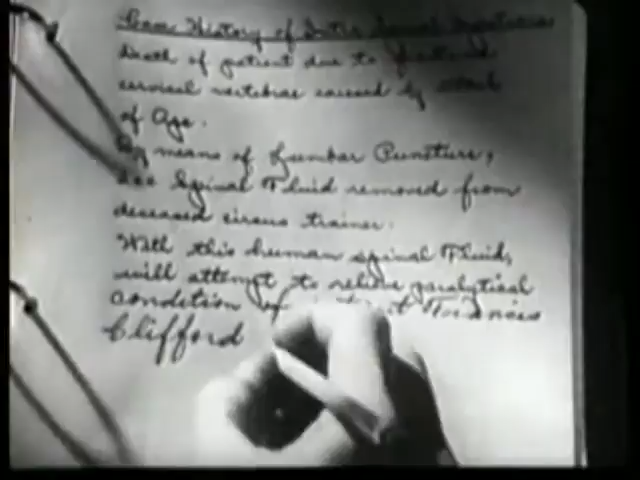 Case History of Spinal
Death of patient due to fractured
cervical vertebrae caused by attack
of Ape.
By means of Lumbar Puncture,
Spinal Fluid removed from
deceased circus trainer.
With this human spinal Fluid,
will attempt to relieve paralytical
condition of Frances
Clifford